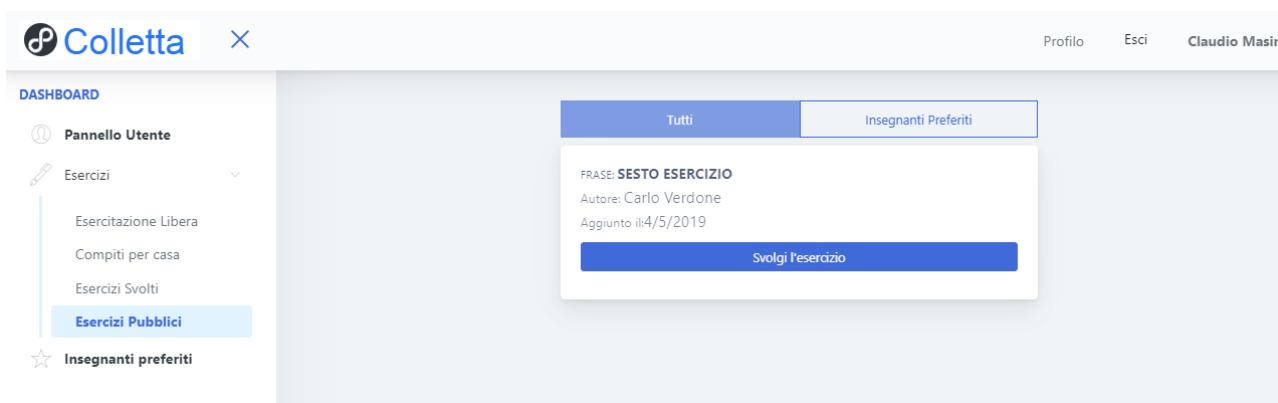 Colletta
Profilo Esci Claudio
DASHBOARD
Pannello Utente
Esercizi
Esercitazione Libera
Compiti per casa
Esercizi Svolti
Esercizi Pubblici
Insegnanti preferiti
Tutti Insegnanti Preferiti
FRASE: SESTO ESERCIZIO
Autore: Carlo Verdone
Aggiunto il:4/5/2019
Svolgi l'esercizio